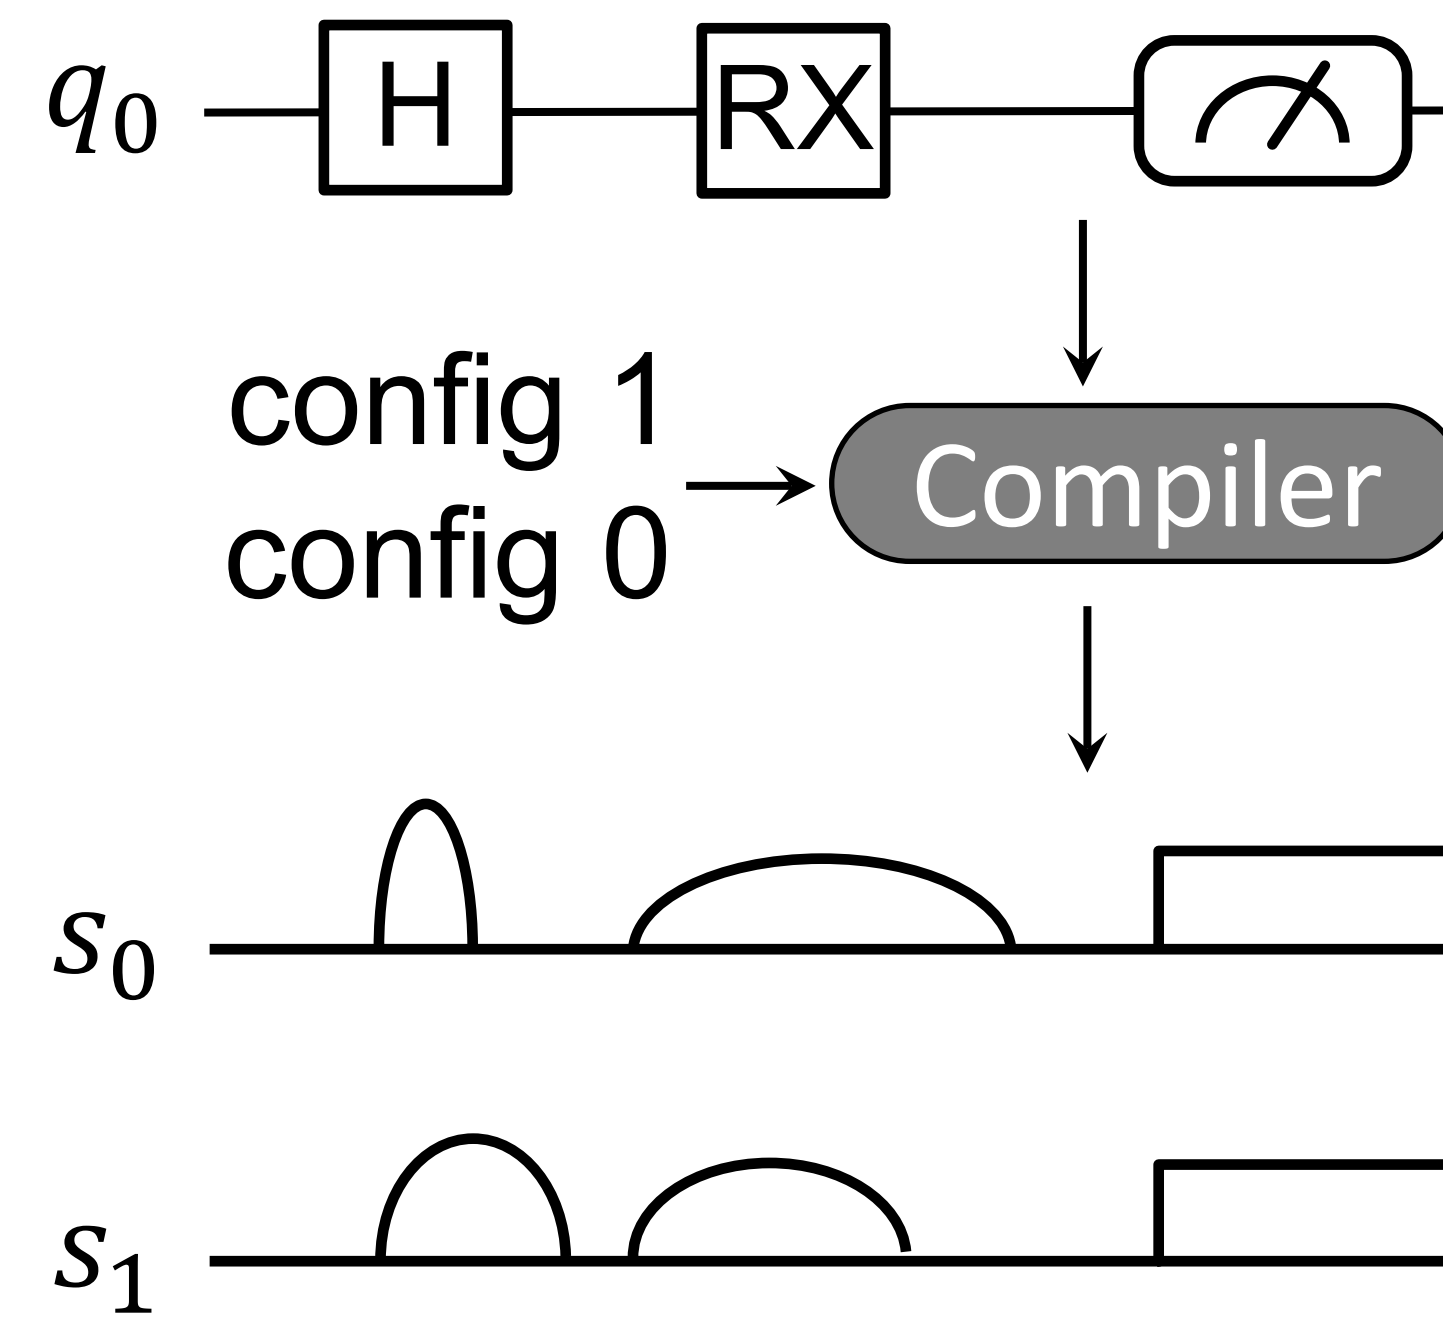 q₀ H RX
config 1
config 0
Compiler
s₀
s₁